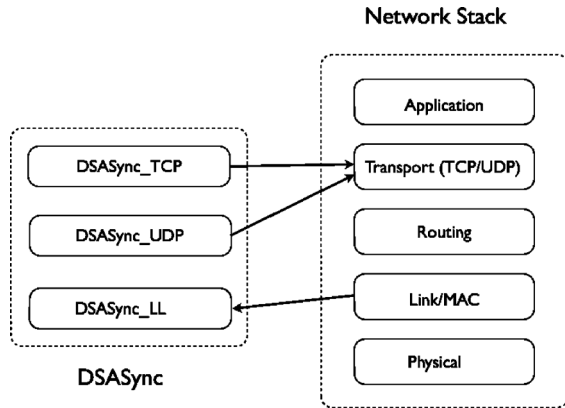 Network Stack
Application
DSASync_TCP
Transport (TCP/UDP)
DSASync_UDP
Routing
DSASync_LL
Link/MAC
Physical
DSASync